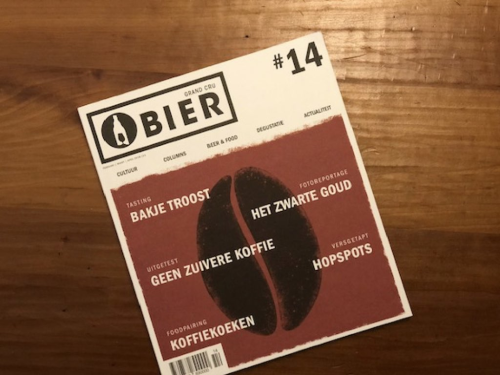 #14
GRAND CRU
BIER
CULTUUR COLUMNS BEER & FOOD DEGUSTATIE ACTUALITEIT
TASTING
BAKJE TROOST
FOTOREPORTAGE
HET ZWARTE GOUD
UITGETEST
GEEN ZUIVERE KOFFIE
VERSGETAPT
HOPSPOTS
FOODPAIRING
KOFFIEKOEKEN